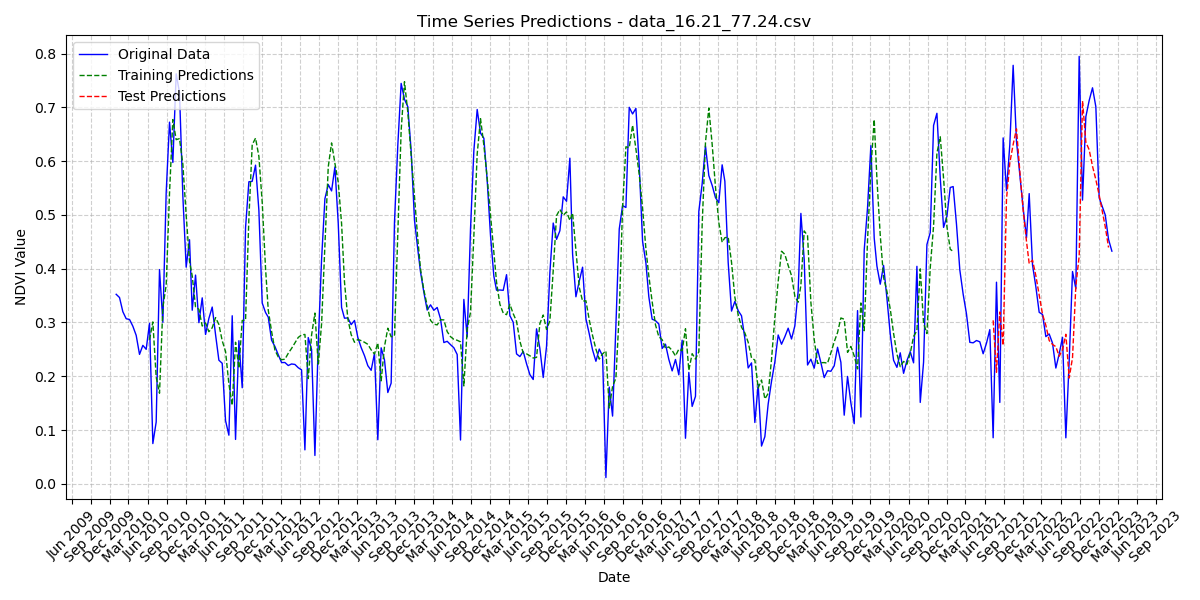 Time Series Predictions - data_16.21_77.24.csv
Original Data
Training Predictions
Test Predictions
NDVI Value
0.8
0.7
0.6
0.5
0.4
0.3
0.2
0.1
0.0
Jun 2009
Sep 2009
Dec 2009
Mar 2010
Jun 2010
Sep 2010
Dec 2010
Mar 2011
Jun 2011
Sep 2011
Dec 2011
Mar 2012
Jun 2012
Sep 2012
Dec 2012
Mar 2013
Jun 2013
Sep 2013
Dec 2013
Mar 2014
Jun 2014
Sep 2014
Dec 2014
Mar 2015
Jun 2015
Sep 2015
Dec 2015
Mar 2016
Jun 2016
Sep 2016
Dec 2016
Mar 2017
Jun 2017
Sep 2017
Dec 2017
Mar 2018
Jun 2018
Sep 2018
Dec 2018
Mar 2019
Jun 2019
Sep 2019
Dec 2019
Mar 2020
Jun 2020
Sep 2020
Dec 2020
Mar 2021
Jun 2021
Sep 2021
Dec 2021
Mar 2022
Jun 2022
Sep 2022
Dec 2022
Mar 2023
Jun 2023
Sep 2023
Date